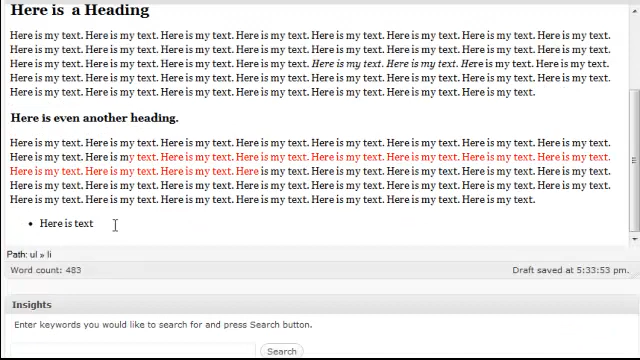 Here is  a Heading
Here is my text. Here is my text. Here is my text. Here is my text. Here is my text. Here is my text. Here is my text. Here is my text.
Here is my text. Here is my text. Here is my text. Here is my text. Here is my text. Here is my text. Here is my text. Here is my text.
Here is my text. Here is my text. Here is my text. Here is my text. Here is my text. Here is my text. Here is my text. Here is my text.
Here is my text. Here is my text. Here is my text. Here is my text. Here is my text. Here is my text. Here is my text. Here is my text.
Here is my text. Here is my text. Here is my text. Here is my text. Here is my text. Here is my text. Here is my text.
Here is even another heading.
Here is my text. Here is my text. Here is my text. Here is my text. Here is my text. Here is my text. Here is my text. Here is my text.
Here is my text. Here is my text. Here is my text. Here is my text. Here is my text. Here is my text. Here is my text. Here is my text.
Here is my text. Here is my text. Here is my text. Here is my text. Here is my text. Here is my text. Here is my text. Here is my text.
Here is my text. Here is my text. Here is my text. Here is my text. Here is my text. Here is my text. Here is my text. Here is my text.
Here is my text. Here is my text. Here is my text. Here is my text. Here is my text. Here is my text. Here is my text.
• Here is text
Path: ul » li
Word count: 483 Draft saved at 5:33:53 pm.
Insights
Enter keywords you would like to search for and press Search button.
Search